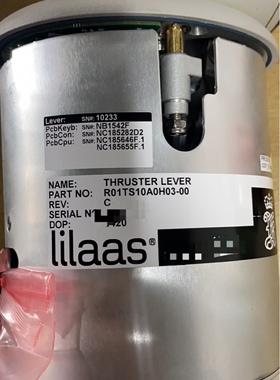 Lever: SN#: 10233
PcbKeyb: SN#: NB1542F
PcbCon: SN#: NC185282D2
PcbCpu: SN#: NC185646F.1
NC185655F.1
NAME: THRUSTER LEVER
PART NO: R01TS10A0H03-00
REV: C
SERIAL N
DOP: 420
lilaas®